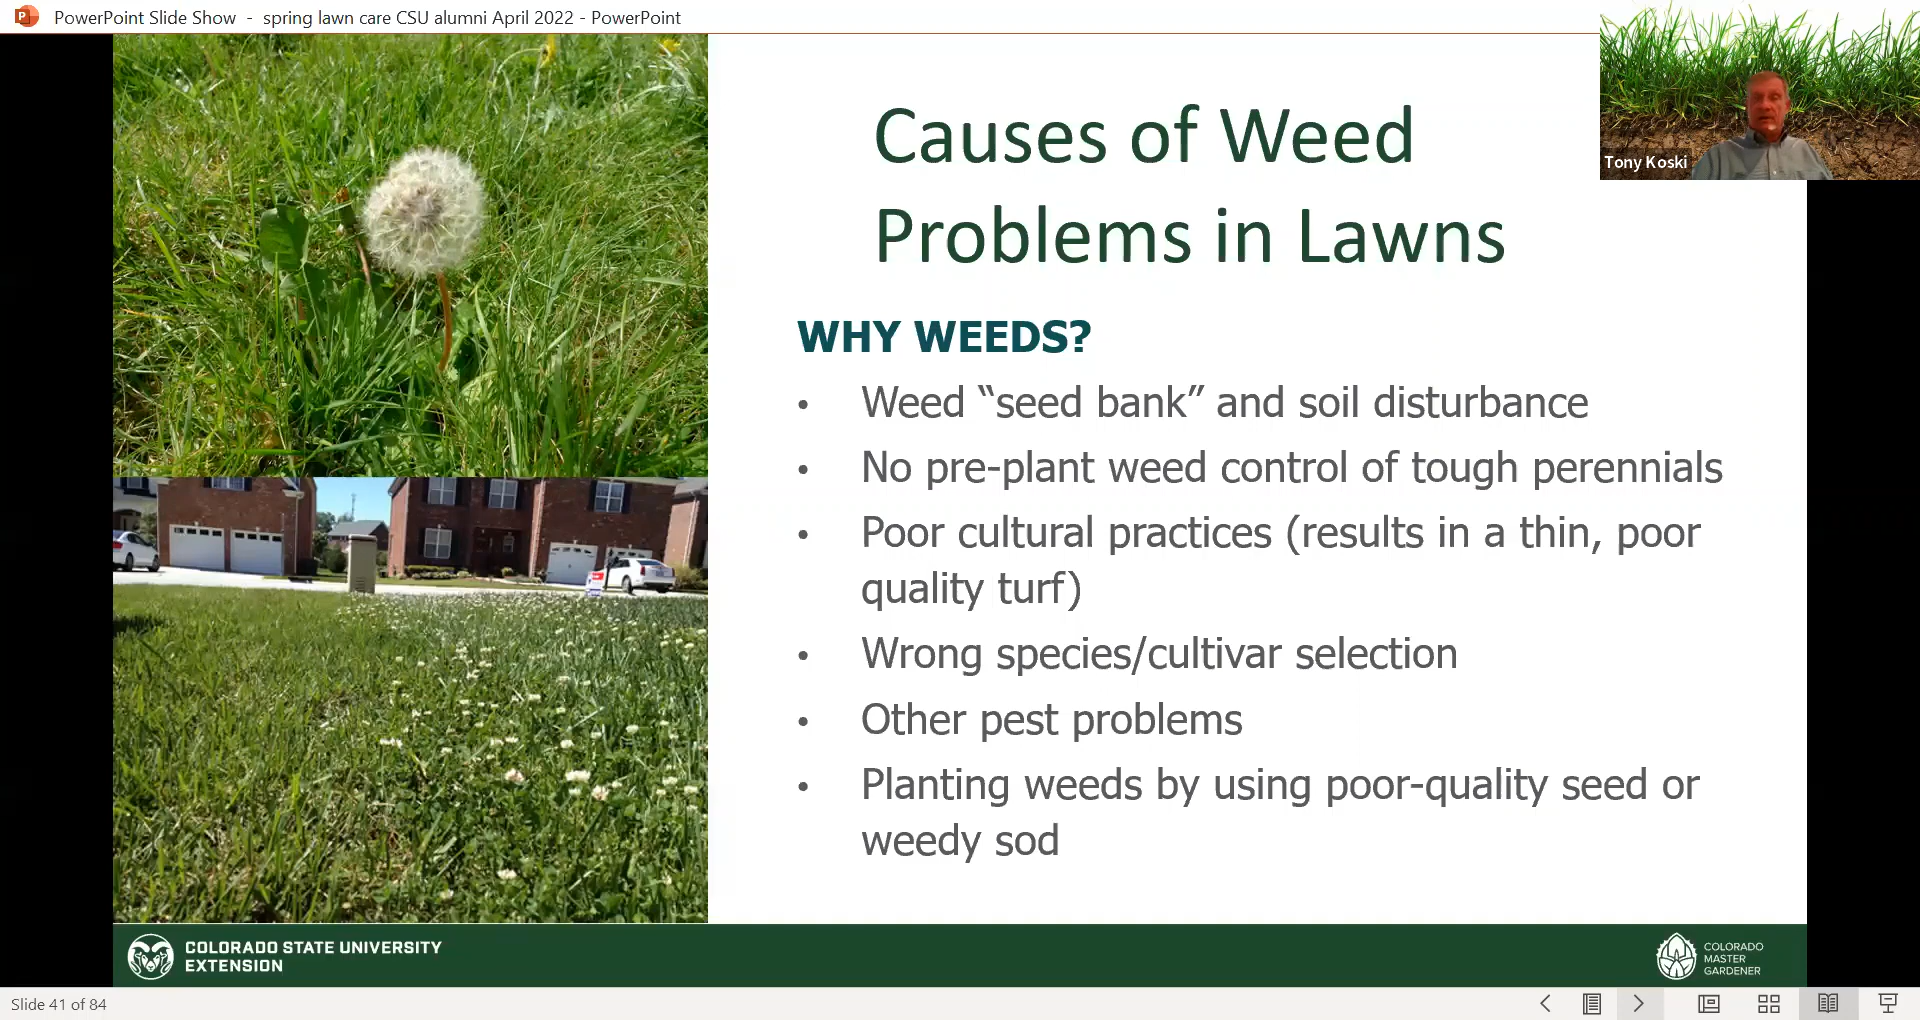 PowerPoint Slide Show - spring lawn care CSU alumni April 2022 - PowerPoint
Tony Koski
Causes of Weed
Problems in Lawns
WHY WEEDS?
• Weed “seed bank” and soil disturbance
• No pre-plant weed control of tough perennials
• Poor cultural practices (results in a thin, poor
quality turf)
• Wrong species/cultivar selection
• Other pest problems
• Planting weeds by using poor-quality seed or
weedy sod
COLORADO STATE UNIVERSITY
EXTENSION
COLORADO
MASTER
GARDENER
Slide 41 of 84